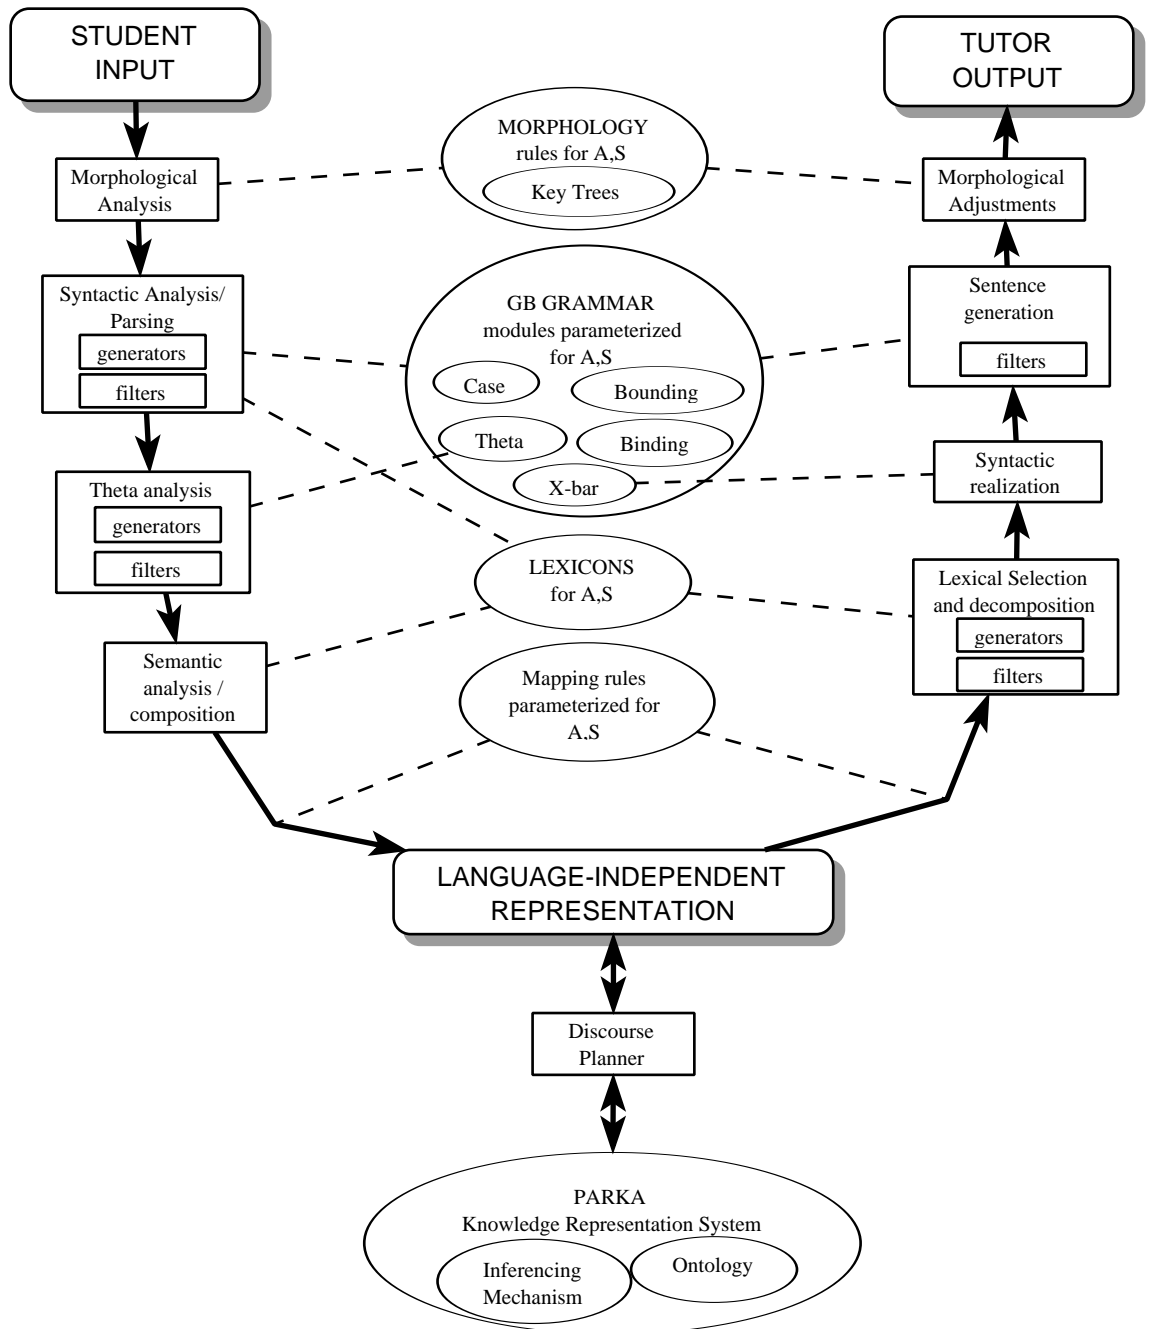 STUDENT
INPUT
TUTOR
OUTPUT
MORPHOLOGY
rules for A,S
Key Trees
Morphological
Analysis
Morphological
Adjustments
Syntactic Analysis/
Parsing
generators
filters
GB GRAMMAR
modules parameterized
for A,S
Case
Bounding
Theta
Binding
X-bar
Sentence
generation
filters
Syntactic
realization
Theta analysis
generators
filters
LEXICONS
for A,S
Lexical Selection
and decomposition
generators
filters
Semantic
analysis /
composition
Mapping rules
parameterized for
A,S
LANGUAGE-INDEPENDENT
REPRESENTATION
Discourse
Planner
PARKA
Knowledge Representation System
Inferencing
Mechanism
Ontology